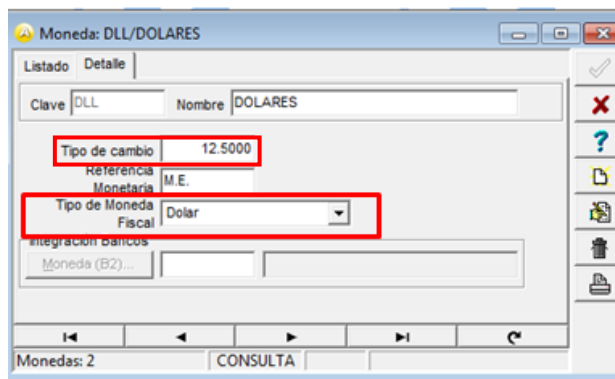 Moneda: DLL/DOLARES
Listado Detalle
Clave DLL Nombre DOLARES
Tipo de cambio 12.5000
Referencia
Monetaria M.E.
Tipo de Moneda
Fiscal Dolar
Integración Bancos
Moneda (B2)...
Monedas: 2 CONSULTA